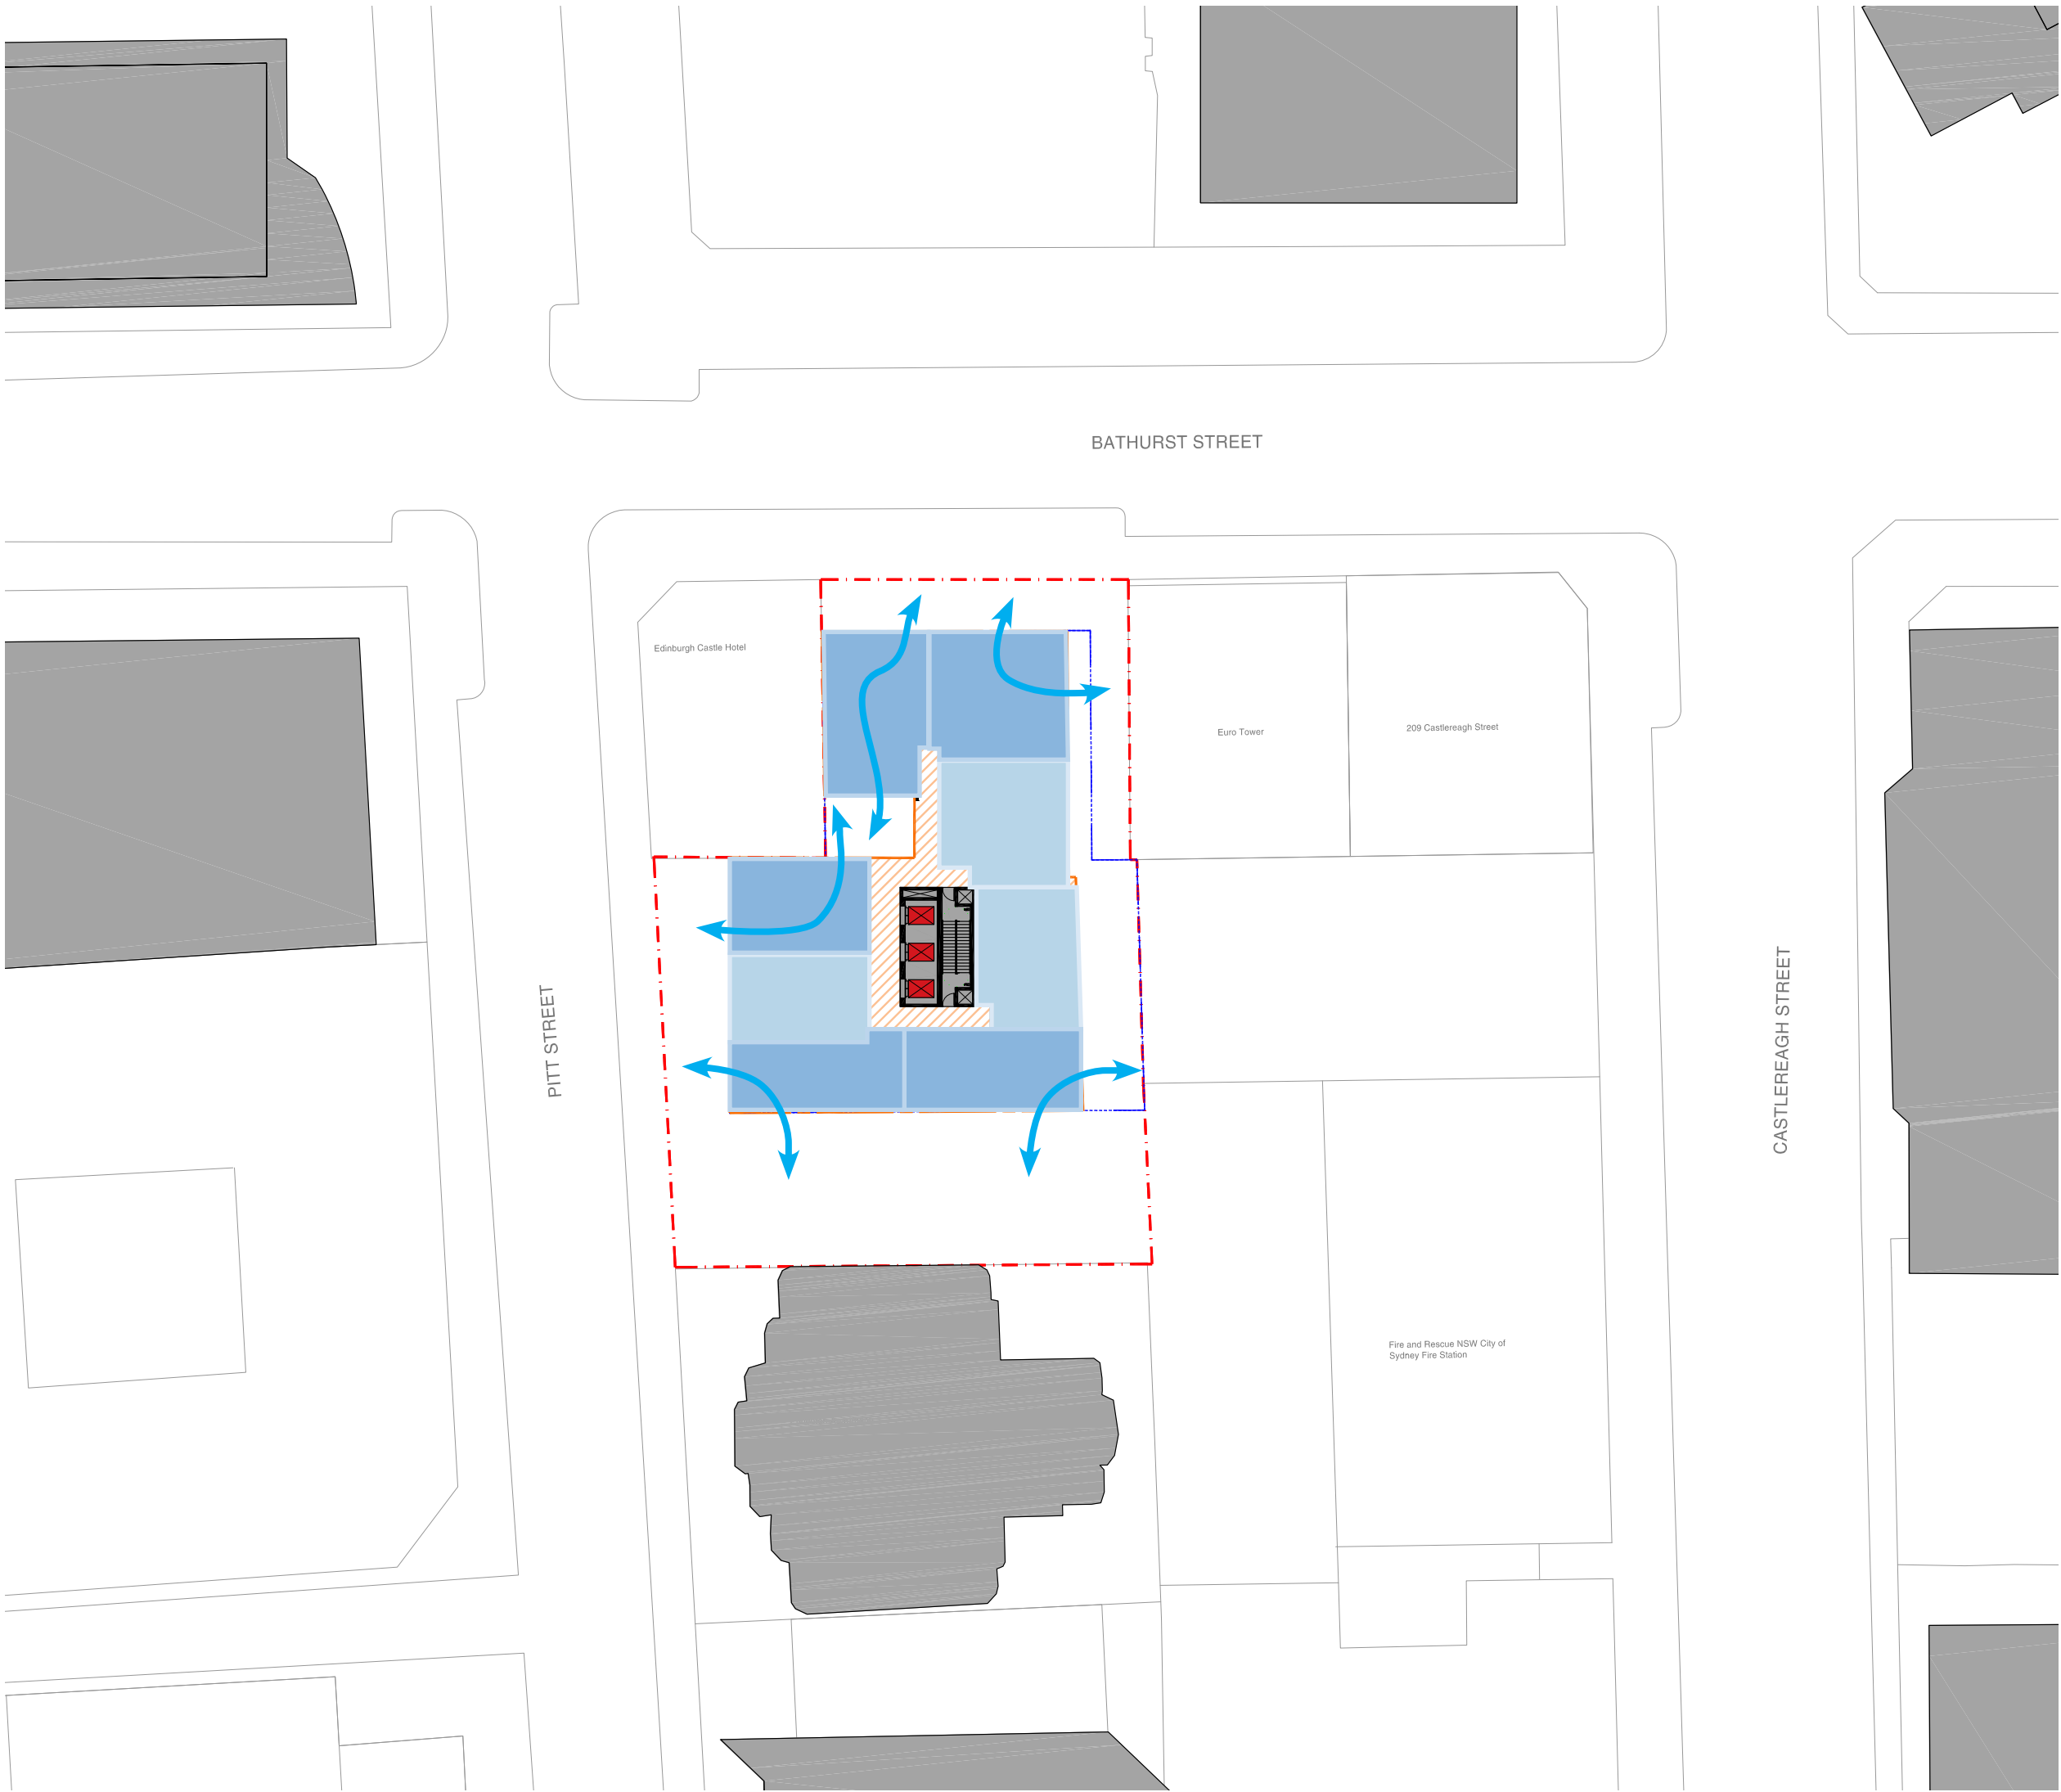 BATHURST STREET
Edinburgh Castle Hotel
Euro Tower
209 Castlereagh Street
PITT STREET
CASTLEREAGH STREET
Fire and Rescue NSW City of
Sydney Fire Station